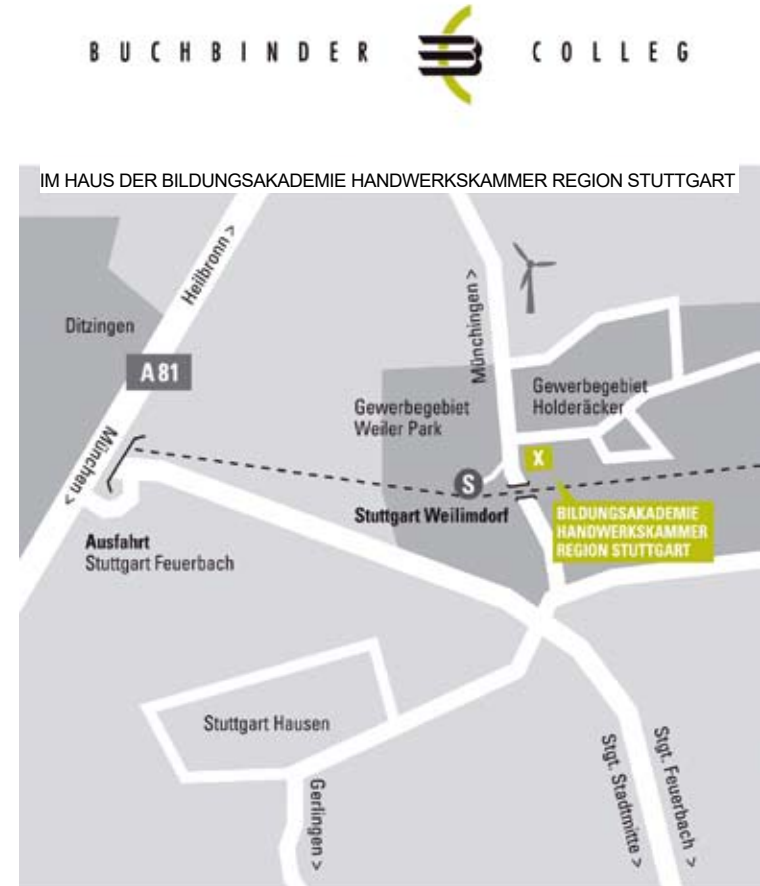 BUCHBINDER COLLEG
IM HAUS DER BILDUNGSAKADEMIE HANDWERKSKAMMER REGION STUTTGART
Heilbronn >
Münchingen >
Ditzingen
A 81
Gewerbegebiet
Holderäcker
Gewerbegebiet
Weiler Park
München >
X
S
Stuttgart Weilimdorf
BILDUNGSAKADEMIE
HANDWERKSKAMMER
REGION STUTTGART
Ausfahrt
Stuttgart Feuerbach
Stuttgart Hausen
Gerlingen >
Stgt. Stadtmitte >
Stgt. Feuerbach >